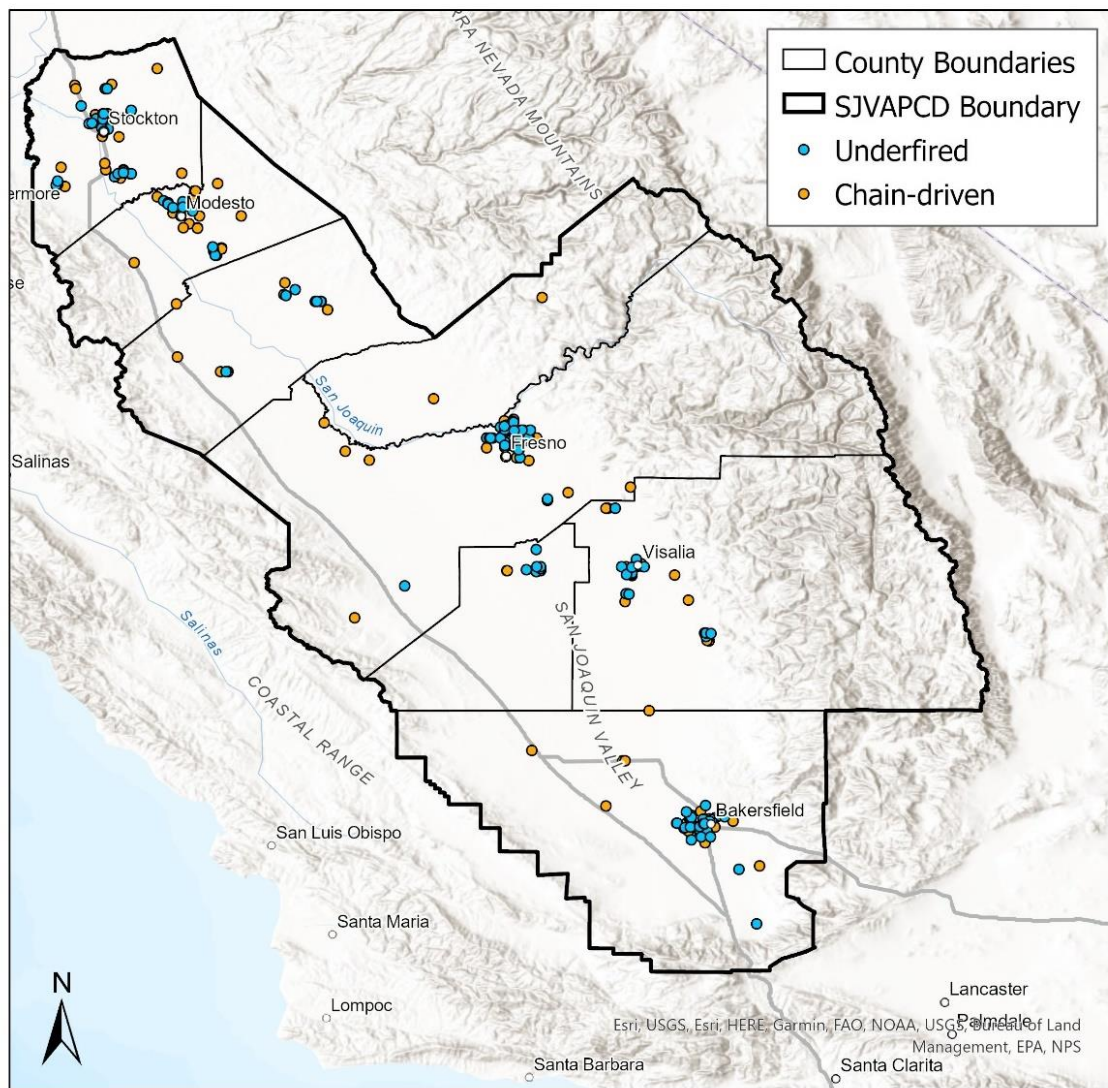 County Boundaries
SJVAPCD Boundary
Underfired
Chain-driven
RRA NEVADA MOUNTAINS
Stockton
ermore
Modesto
se
San Joaquin
Fresno
Salinas
Visalia
Salinas
SAN JOAQUIN VALLEY
COASTAL RANGE
Bakersfield
San Luis Obispo
Santa Maria
N
Lompoc
Lancaster
Palmdale
Esri, USGS, Esri, HERE, Garmin, FAO, NOAA, USGS, Bureau of Land
Management, EPA, NPS
Santa Barbara
Santa Clarita